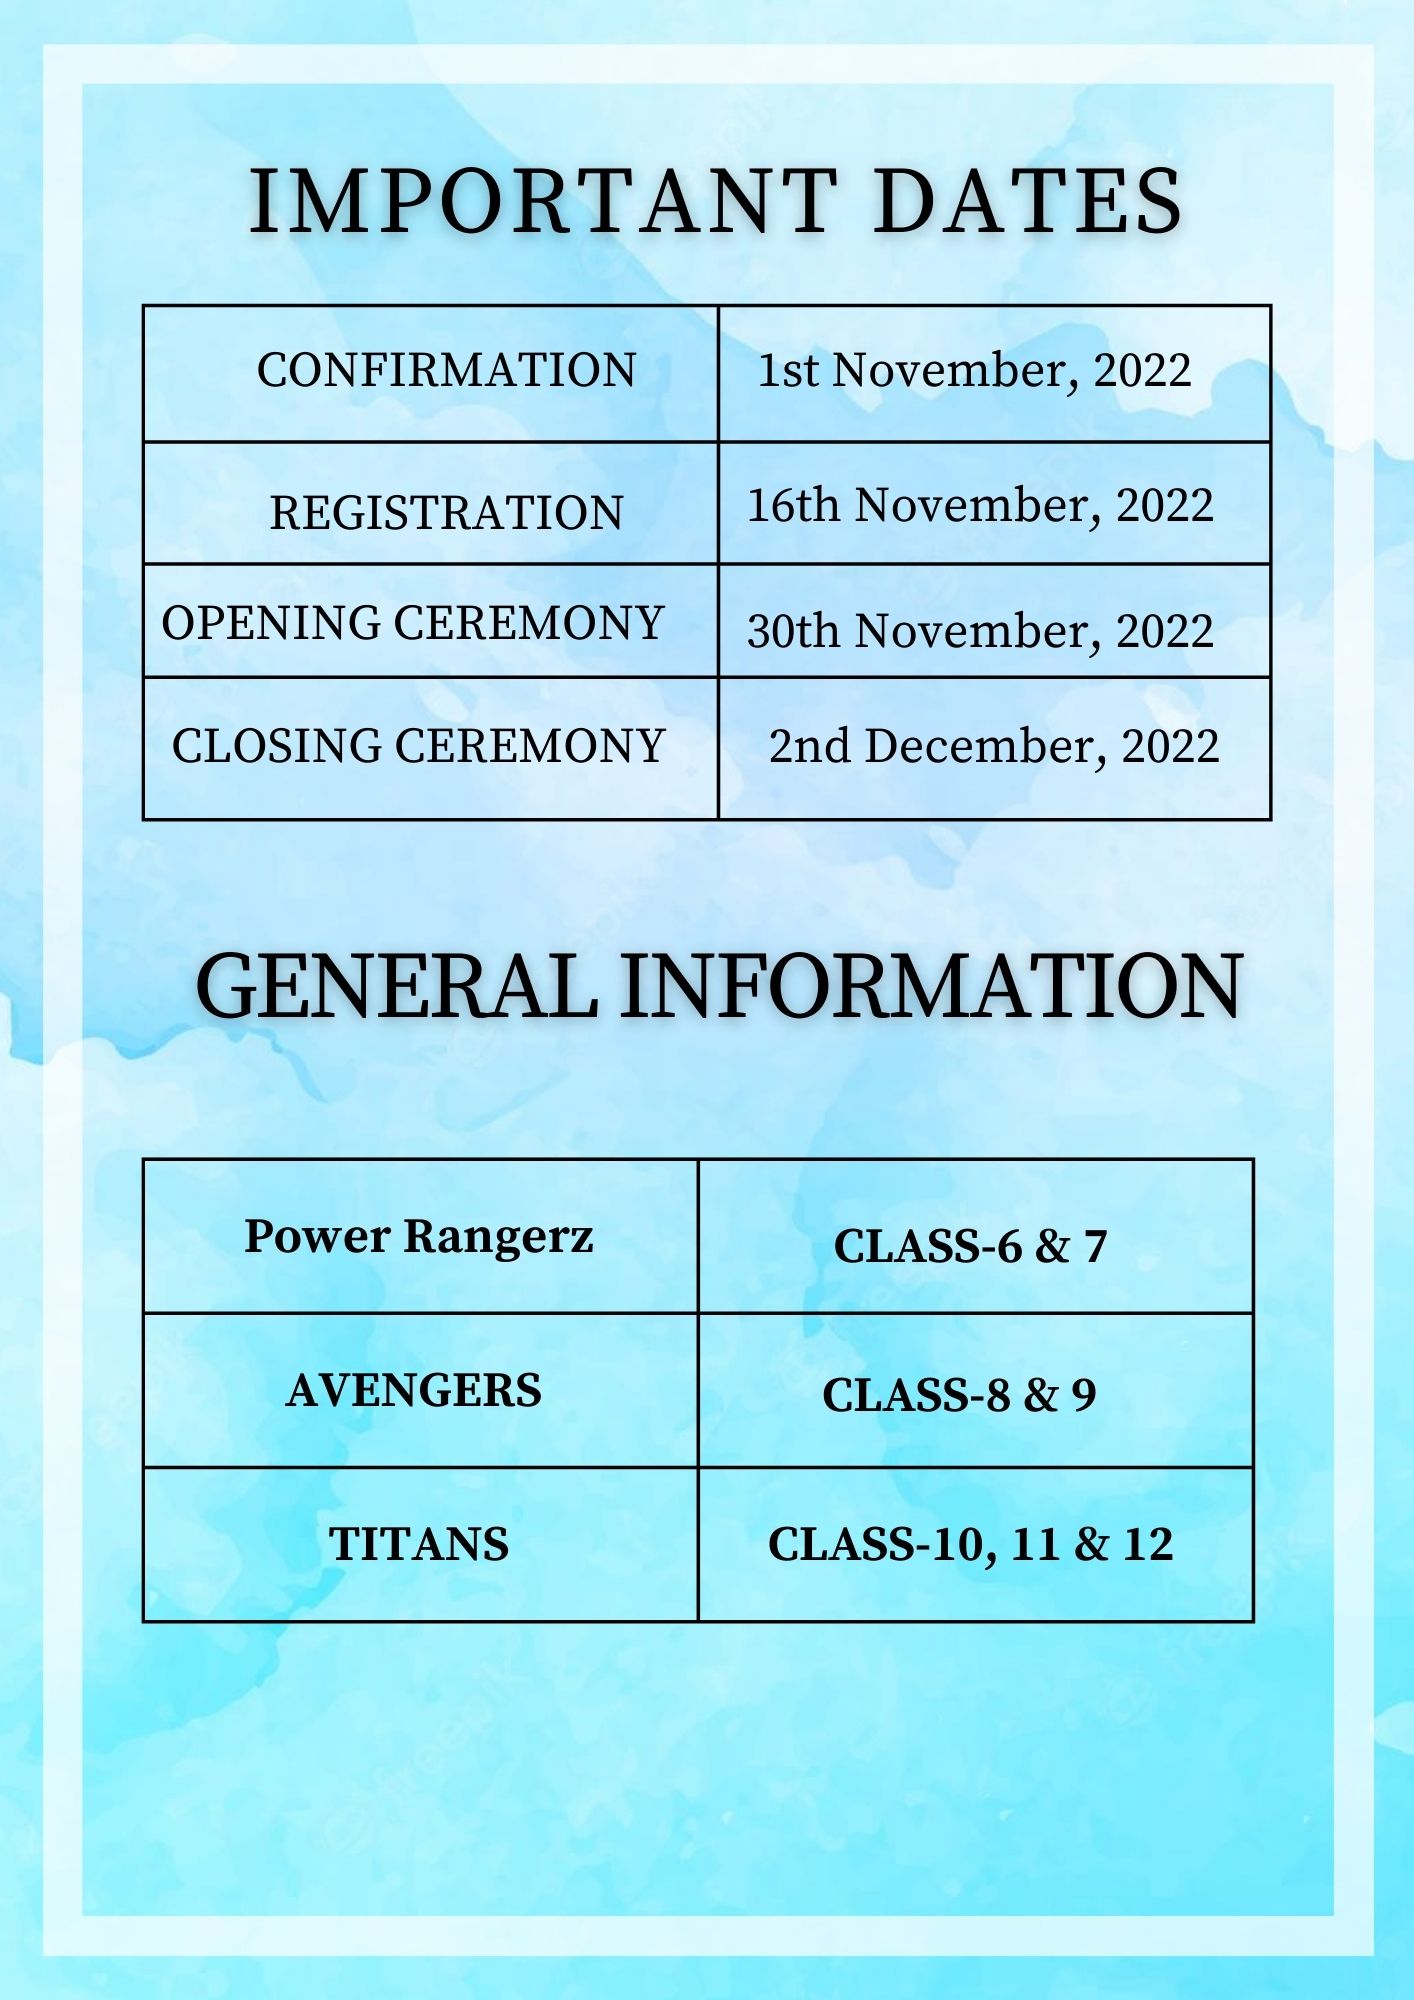 IMPORTANT DATES
CONFIRMATION 1st November, 2022
REGISTRATION 16th November, 2022
OPENING CEREMONY 30th November, 2022
CLOSING CEREMONY 2nd December, 2022
GENERAL INFORMATION
Power Rangerz CLASS-6 & 7
AVENGERS CLASS-8 & 9
TITANS CLASS-10, 11 & 12
freepik